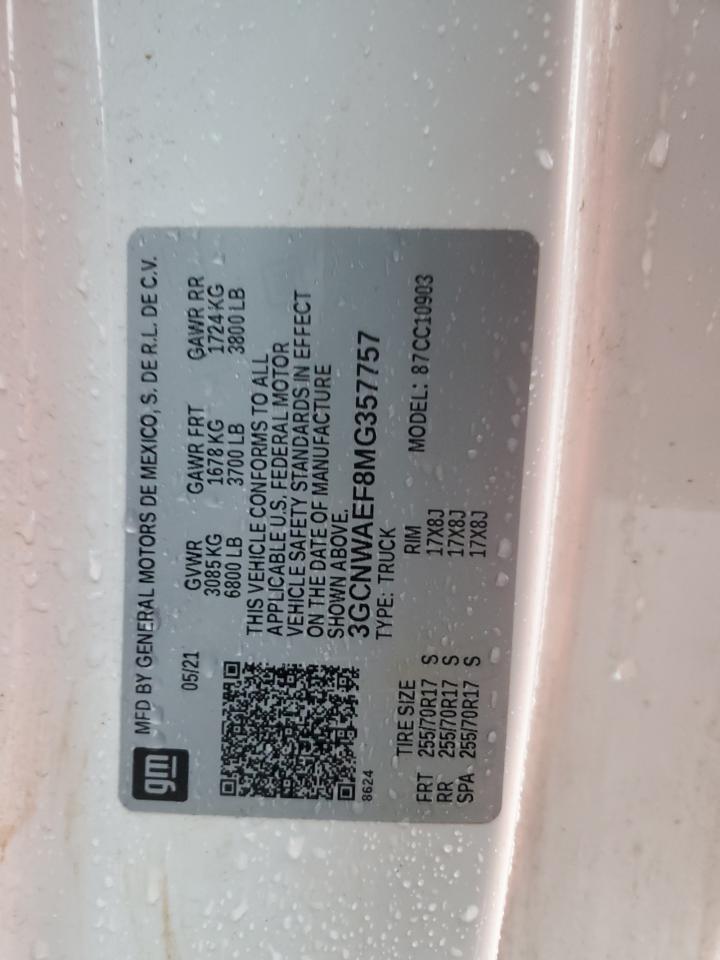 gm MFD BY GENERAL MOTORS DE MEXICO, S. DE R.L. DE C.V.
05/21 GVWR GAWR FRT GAWR RR
3085 KG 1678 KG 1724 KG
6800 LB 3700 LB 3800 LB
THIS VEHICLE CONFORMS TO ALL
APPLICABLE U.S. FEDERAL MOTOR
VEHICLE SAFETY STANDARDS IN EFFECT
ON THE DATE OF MANUFACTURE
SHOWN ABOVE.
3GCNWAEF8MG357757
8624 TYPE: TRUCK
TIRE SIZE RIM MODEL: 87CC10903
FRT 255/70R17 S 17X8J
RR 255/70R17 S 17X8J
SPA 255/70R17 S 17X8J